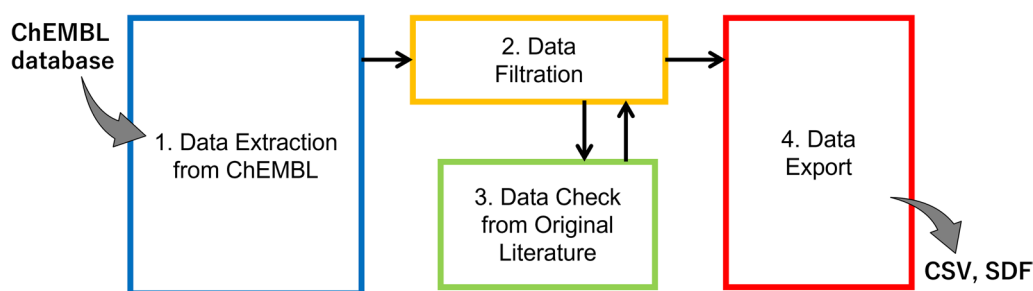 ChEMBL
database
1. Data Extraction
from ChEMBL
2. Data
Filtration
3. Data Check
from Original
Literature
4. Data
Export
CSV, SDF